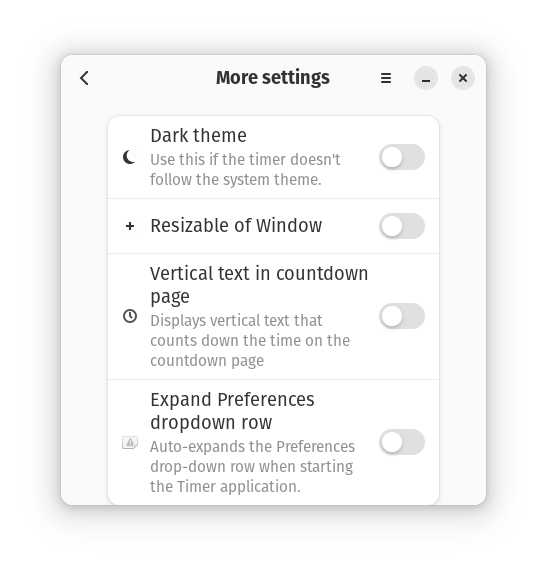 More settings
Dark theme
Use this if the timer doesn't
follow the system theme.
Resizable of Window
Vertical text in countdown
page
Displays vertical text that
counts down the time on the
countdown page
Expand Preferences
dropdown row
Auto-expands the Preferences
drop-down row when starting
the Timer application.